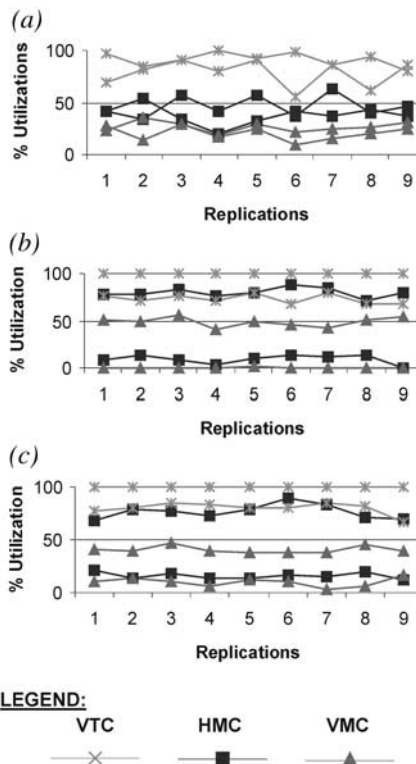 (a)
% Utilizations
100
50
0
1 2 3 4 5 6 7 8 9
Replications
(b)
% Utilization
100
50
0
1 2 3 4 5 6 7 8 9
Replications
(c)
% Utilization
100
50
0
1 2 3 4 5 6 7 8 9
Replications
LEGEND:
VTC HMC VMC